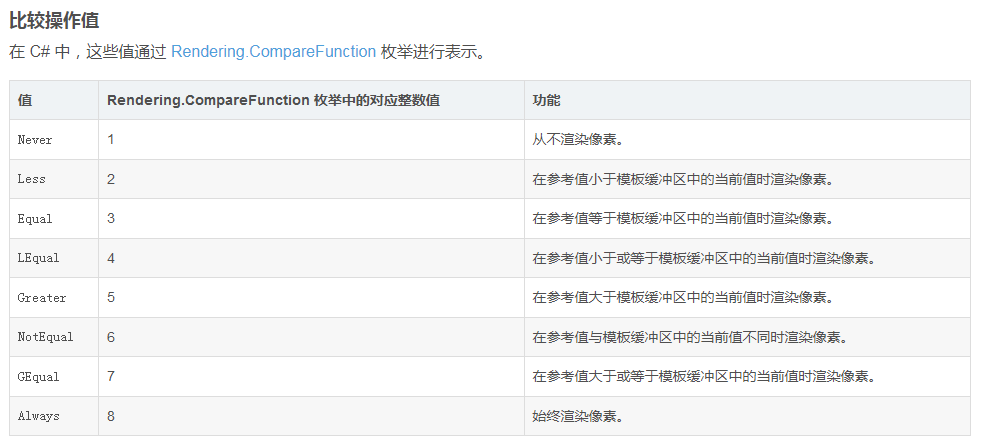 比较操作值
在 C# 中，这些值通过 Rendering.CompareFunction 枚举进行表示。
值 Rendering.CompareFunction 枚举中的对应整数值 功能
Never 1 从不渲染像素。
Less 2 在参考值小于模板缓冲区中的当前值时渲染像素。
Equal 3 在参考值等于模板缓冲区中的当前值时渲染像素。
LEqual 4 在参考值小于或等于模板缓冲区中的当前值时渲染像素。
Greater 5 在参考值大于模板缓冲区中的当前值时渲染像素。
NotEqual 6 在参考值与模板缓冲区中的当前值不同时渲染像素。
GEqual 7 在参考值大于或等于模板缓冲区中的当前值时渲染像素。
Always 8 始终渲染像素。